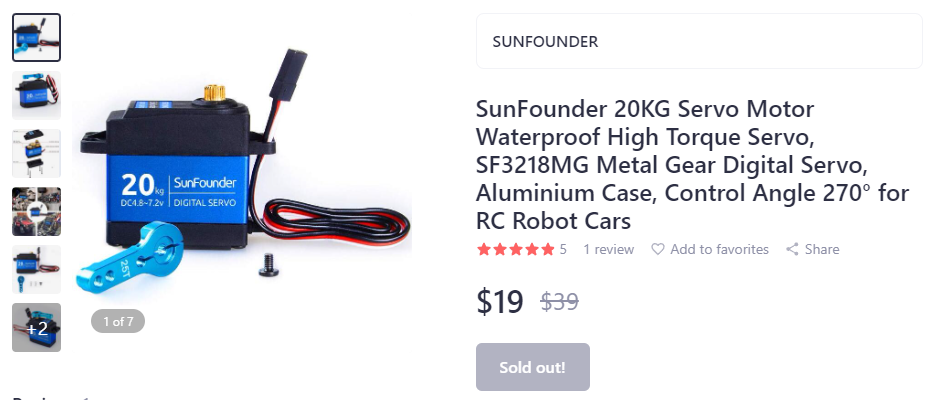 SUNFOUNDER
SunFounder 20KG Servo Motor
Waterproof High Torque Servo,
SF3218MG Metal Gear Digital Servo,
Aluminium Case, Control Angle 270° for
RC Robot Cars
5 1 review Add to favorites Share
$19 $39
Sold out!
20kg SunFounder
DC4.8~7.2v DIGITAL SERVO
25T
+2
1 of 7